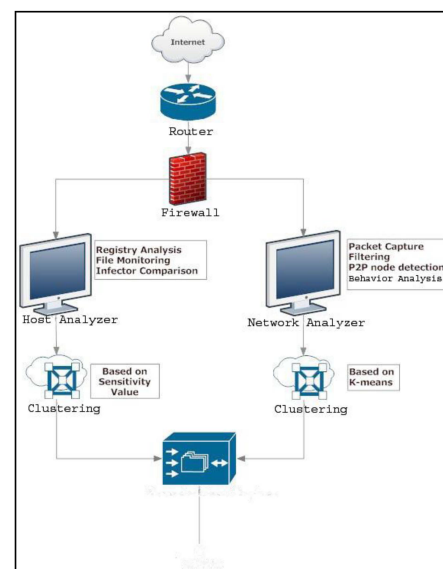 Internet
Router
Firewall
Registry Analysis
File Monitoring
Infector Comparison
Host Analyzer
Packet Capture
Filtering
P2P node detection
Behavior Analysis
Network Analyzer
Based on
Sensitivity
Value
Clustering
Based on
K-means
Clustering